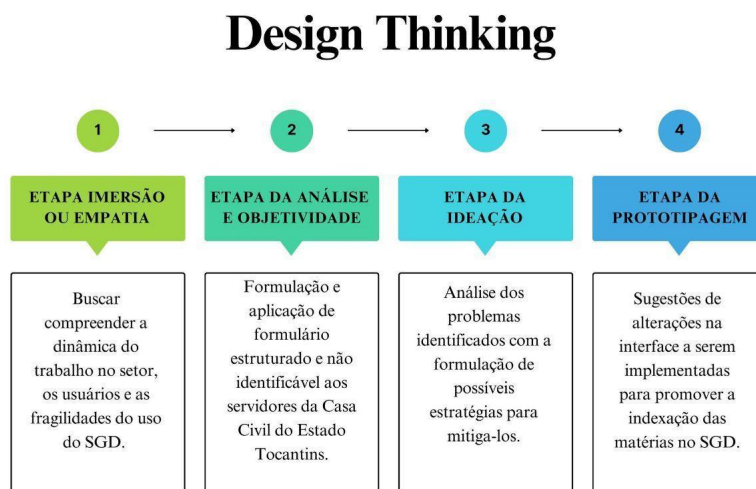 Design Thinking
1
2
3
4
ETAPA IMERSÃO
OU EMPATIA
ETAPA DA ANÁLISE
E OBJETIVIDADE
ETAPA DA
IDEAÇÃO
ETAPA DA
PROTOTIPAGEM
Buscar
compreender a
dinâmica do
trabalho no setor,
os usuários e as
fragilidades do uso
do SGD.
Formulação e
aplicação de
formulário
estruturado e não
identificável aos
servidores da Casa
Civil do Estado
Tocantins.
Análise dos
problemas
identificados com a
formulação de
possíveis
estratégias para
mitiga-los.
Sugestões de
alterações na
interface a serem
implementadas
para promover a
indexação das
matérias no SGD.